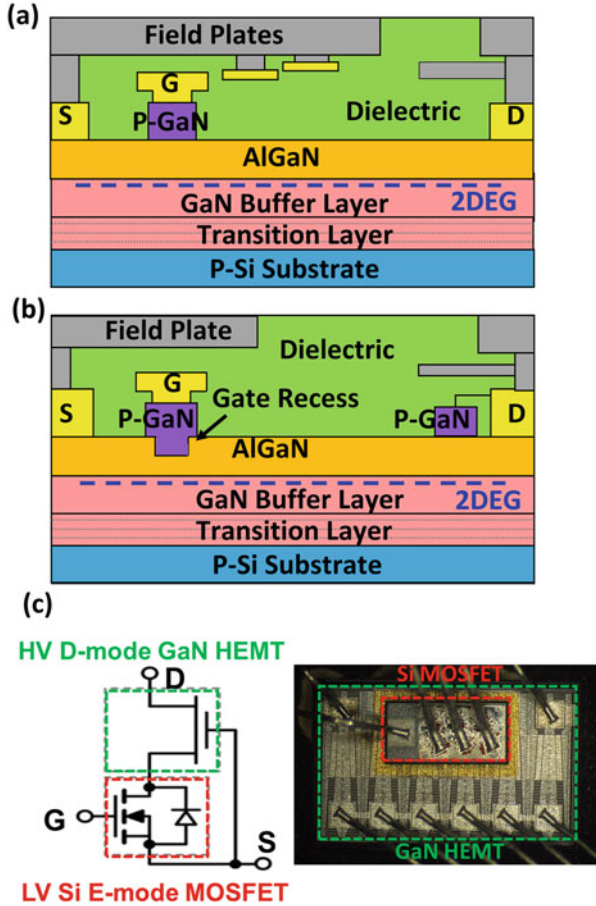 (a)
Field Plates
G
S
P-GaN
Dielectric
D
AlGaN
2DEG
GaN Buffer Layer
Transition Layer
P-Si Substrate
(b)
Field Plate
Dielectric
G
Gate Recess
S
P-GaN
P-GaN
D
AlGaN
GaN Buffer Layer
2DEG
Transition Layer
P-Si Substrate
(c)
HV D-mode GaN HEMT
D
G
S
LV Si E-mode MOSFET
Si MOSFET
GaN HEMT